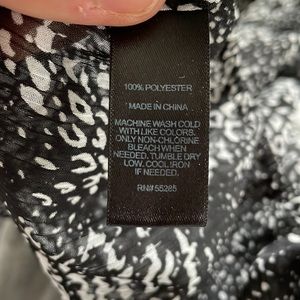 100% POLYESTER
MADE IN CHINA
MACHINE WASH COLD
WITH LIKE COLORS.
ONLY NON-CHLORINE
BLEACH WHEN
NEEDED. TUMBLE DRY
LOW. COOL IRON
IF NEEDED.
RN# 55285